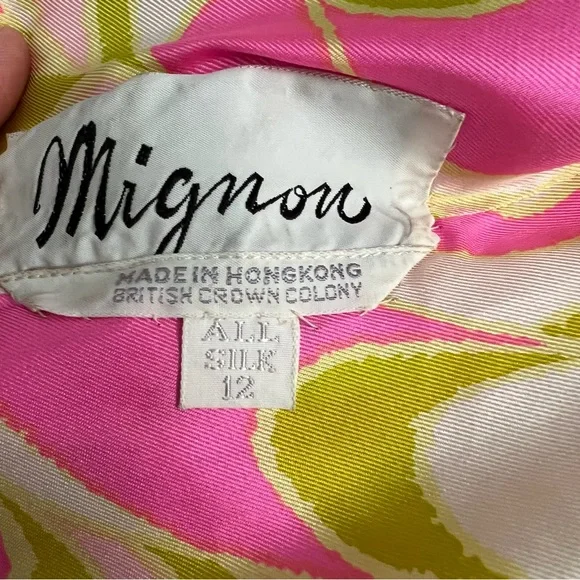 Mignon
MADE IN HONGKONG
BRITISH CROWN COLONY
ALL
SILK
12